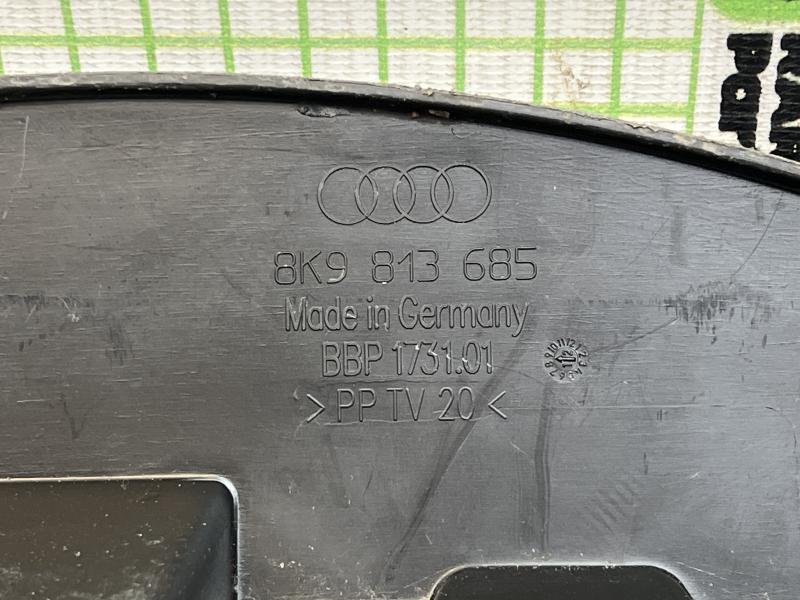 8K9 813 685
Made in Germany
BBP 1731.01
>PP TV 20<